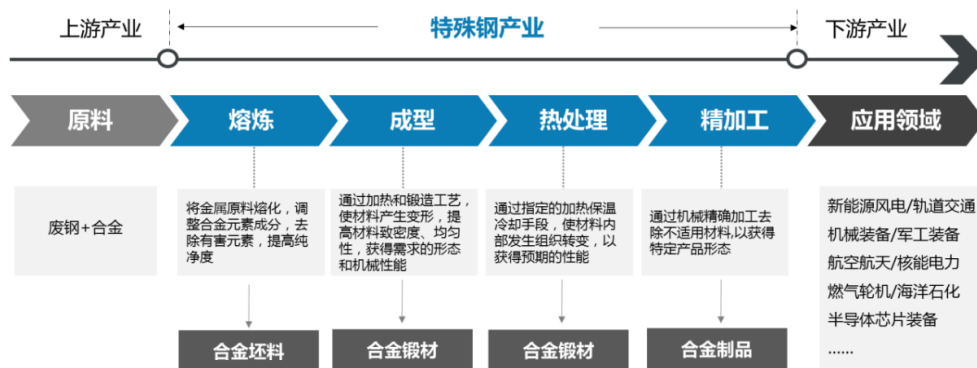 上游产业
特殊钢产业
下游产业
原料
熔炼
成型
热处理
精加工
应用领域
废钢+合金
将金属原料熔化，调
整合金元素成分，去
除有害元素，提高纯
净度
通过加热和锻造工艺，
使材料产生变形，提
高材料致密度、均匀
性，获得需求的形态
和机械性能
通过指定的加热保温
冷却手段，使材料内
部发生组织转变，以
获得预期的性能
通过机械精确加工去
除不适用材料,以获得
特定产品形态
新能源风电/轨道交通
机械装备/军工装备
航空航天/核能电力
燃气轮机/海洋石化
半导体芯片装备
......
合金坯料
合金锻材
合金锻材
合金制品